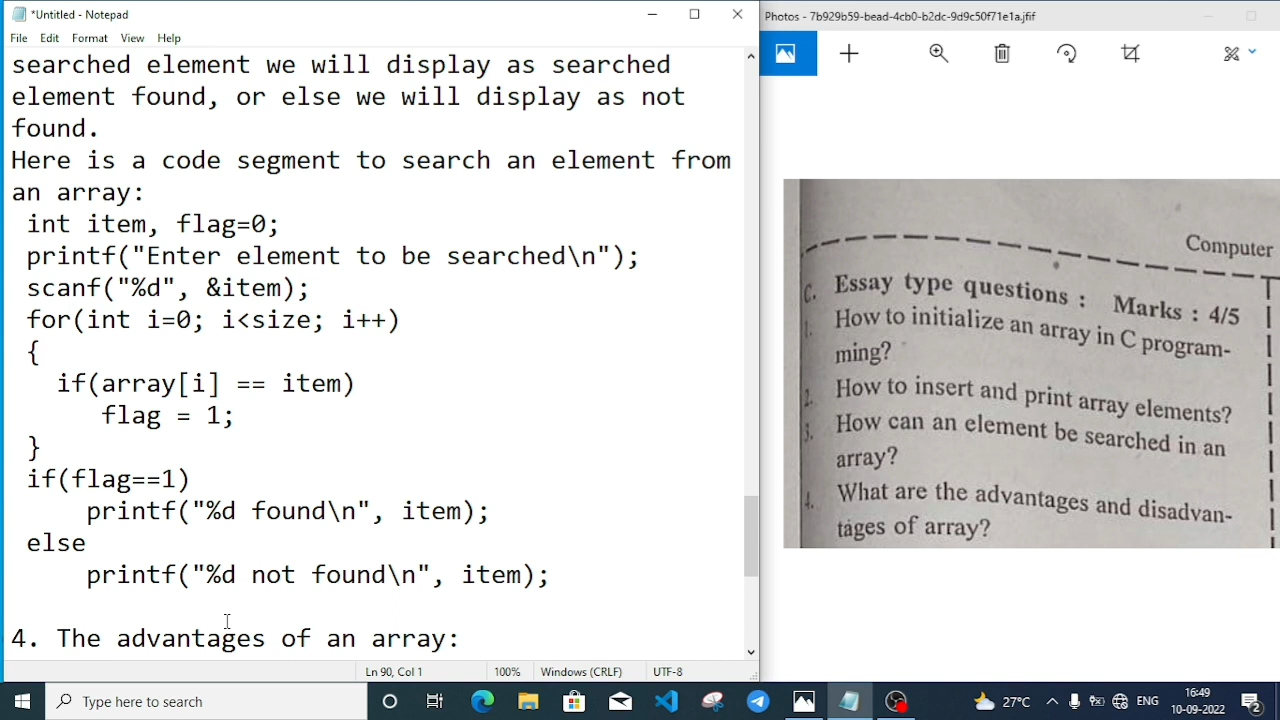 *Untitled - Notepad
File Edit Format View Help
searched element we will display as searched
element found, or else we will display as not
found.
Here is a code segment to search an element from
an array:
int item, flag=0;
printf("Enter element to be searched\n");
scanf("%d", &item);
for(int i=0; i<size; i++)
{
if(array[i] == item)
flag = 1;
}
if(flag==1)
printf("%d found\n", item);
else
printf("%d not found\n", item);
4. The advantages of an array:
Ln 90, Col 1 100% Windows (CRLF) UTF-8
Photos - 7b929b59-bead-4cb0-b2dc-9d9c50f71e1a.jfif
Computer
C. Essay type questions : Marks : 4/5
1. How to initialize an array in C program-
ming?
2. How to insert and print array elements?
3. How can an element be searched in an
array?
4. What are the advantages and disadvan-
tages of array?
Type here to search
27°C
ENG
16:49
10-09-2022
2